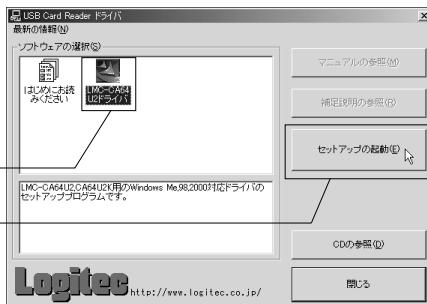 USB Card Reader ドライバ
最新の情報(N)
ソフトウェアの選択(S)
はじめにお読
みください
LMC-CA64
U2ドライバ
マニュアルの参照(M)
補足説明の参照(R)
セットアップの起動(E)
LMC-CA64U2,CA64U2K用のWindows Me,98,2000対応ドライバの
セットアッププログラムです。
CDの参照(D)
Logitec
http://www.logitec.co.jp/
閉じる